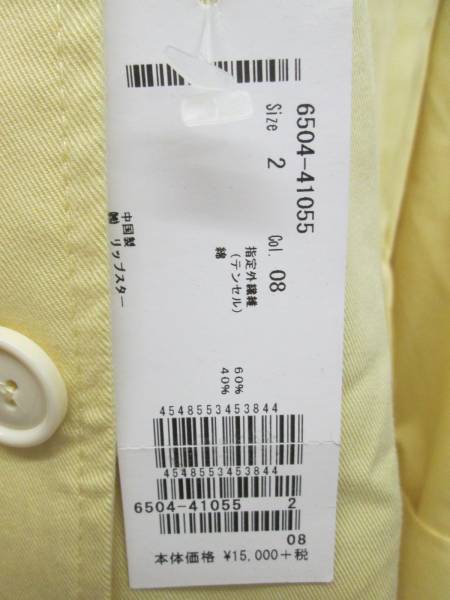 6504-41055
Size 2 Col. 08
指定外繊維
(テンセル) 60%
綿 40%
中国製
㈱ リップスター
4548553453844
4548553453844
6504-41055 2
08
本体価格 ¥15,000+税